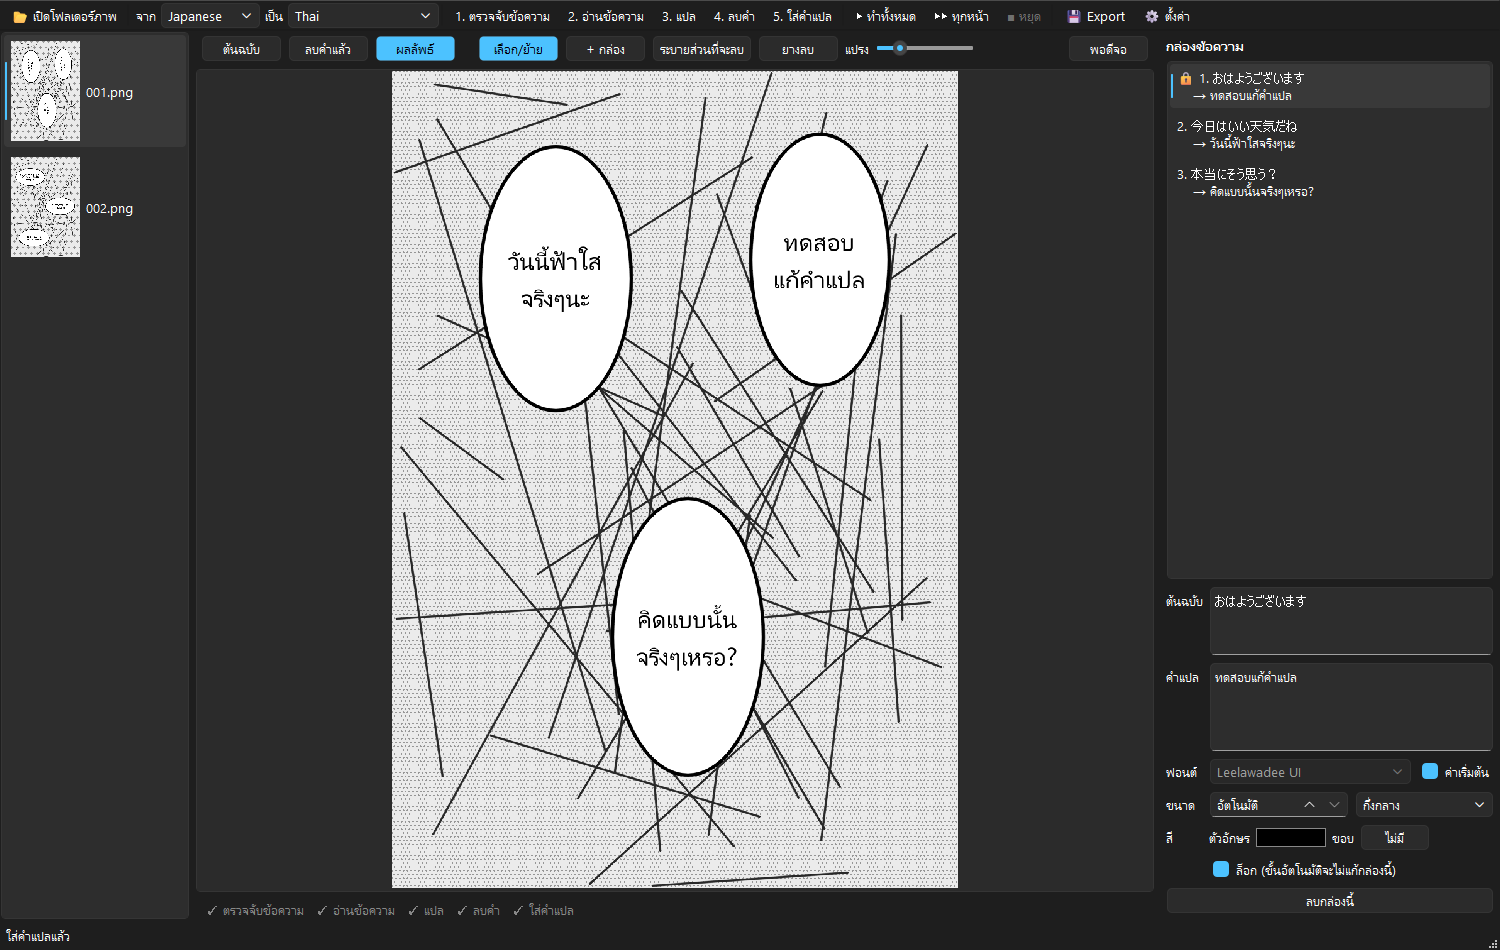 เปิดโฟลเดอร์ภาพ จาก Japanese เป็น Thai 1. ตรวจจับข้อความ 2. อ่านข้อความ 3. แปล 4. ลบคำ 5. ใส่คำแปล ทำทั้งหมด ทุกหน้า หยุด Export ตั้งค่า
001.png
002.png
ต้นฉบับ ลบคำแล้ว ผลลัพธ์ เลือก/ย้าย + กล่อง ระบายส่วนที่จะลบ ยางลบ แปรง พอดีจอ
ทดสอบ
แก้คำแปล
วันนี้ฟ้าใส
จริงๆนะ
คิดแบบนั้น
จริงๆเหรอ?
✓ ตรวจจับข้อความ ✓ อ่านข้อความ ✓ แปล ✓ ลบคำ ✓ ใส่คำแปล
กล่องข้อความ
1. おはようございます
→ ทดสอบแก้คำแปล
2. 今日はいい天気だね
→ วันนี้ฟ้าใสจริงๆนะ
3. 本当にそう思う?
→ คิดแบบนั้นจริงๆเหรอ?
ต้นฉบับ おはようございます
คำแปล ทดสอบแก้คำแปล
ฟอนต์ Leelawadee UI ค่าเริ่มต้น
ขนาด อัตโนมัติ กึ่งกลาง
สี ตัวอักษร ขอบ ไม่มี
ล็อก (ขั้นอัตโนมัติจะไม่แก้กล่องนี้)
ลบกล่องนี้
ใส่คำแปลแล้ว